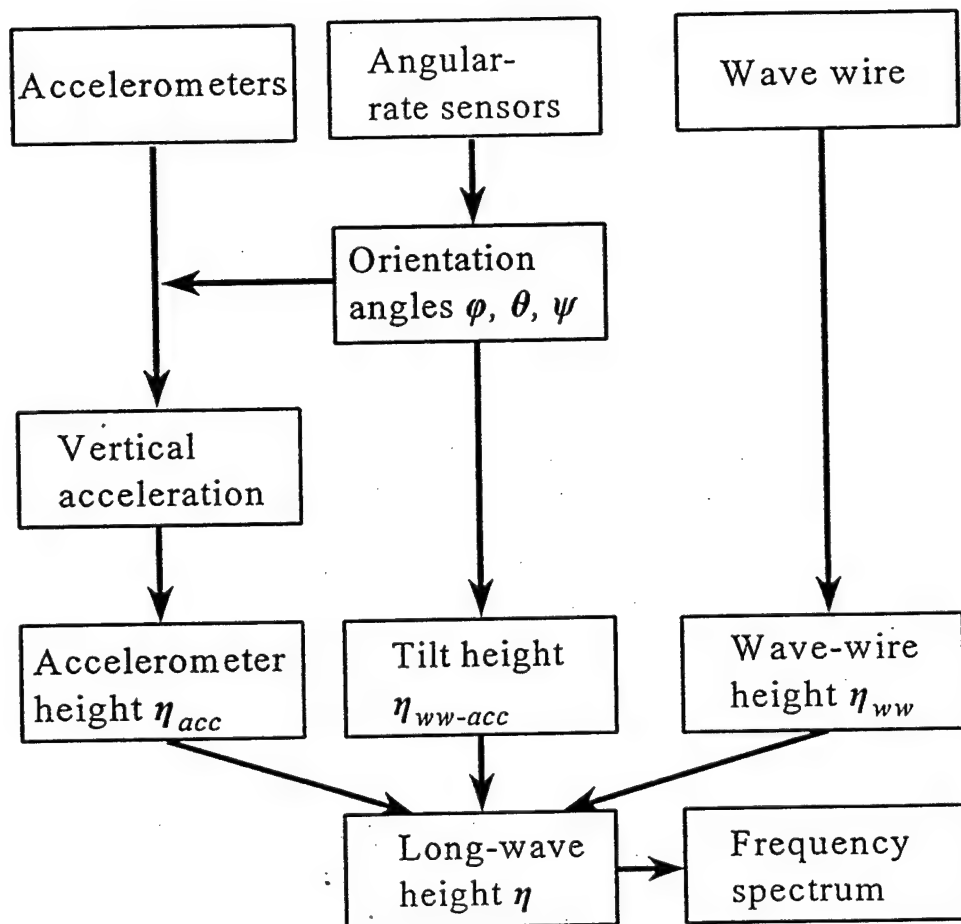 Accelerometers
Angular-
rate sensors
Wave wire
Orientation
angles φ, θ, ψ
Vertical
acceleration
Accelerometer
height η_acc
Tilt height
η_ww-acc
Wave-wire
height η_ww
Long-wave
height η
Frequency
spectrum